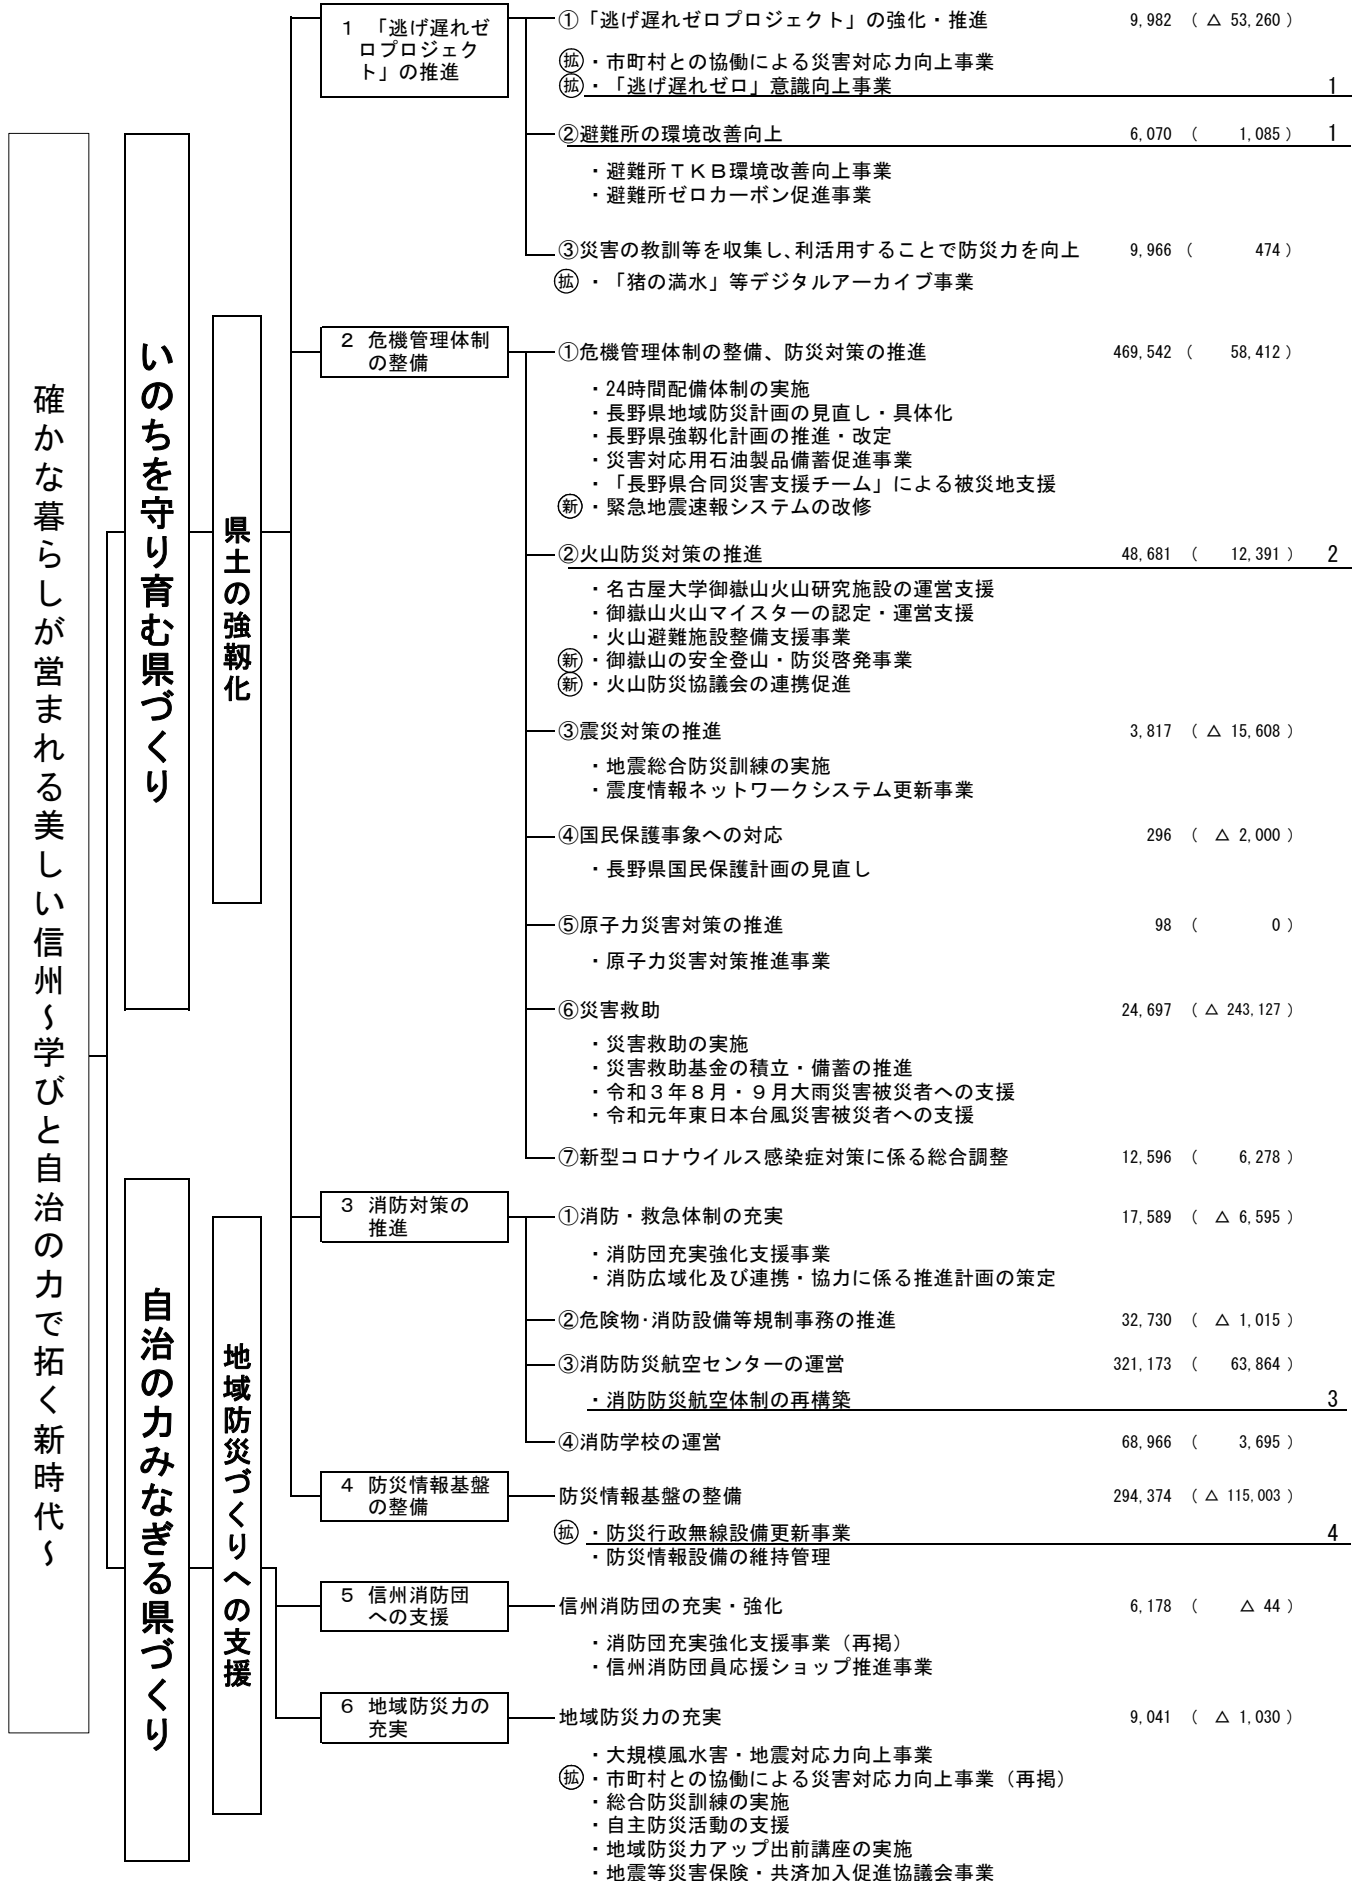 確かな暮らしが営まれる美しい信州～学びと自治の力で拓く新時代～
いのちを守り育む県づくり
県土の強靱化
1 「逃げ遅れゼ
ロプロジェク
ト」の推進
①「逃げ遅れゼロプロジェクト」の強化・推進 9,982 ( △ 53,260 )
㊑・市町村との協働による災害対応力向上事業
㊑・「逃げ遅れゼロ」意識向上事業 1
②避難所の環境改善向上 6,070 ( 1,085 ) 1
・避難所ＴＫＢ環境改善向上事業
・避難所ゼロカーボン促進事業
③災害の教訓等を収集し、利活用することで防災力を向上 9,966 ( 474 )
拡 ・「猪の満水」等デジタルアーカイブ事業
2 危機管理体制
の整備
①危機管理体制の整備、防災対策の推進 469,542 ( 58,412 )
・24時間配備体制の実施
・長野県地域防災計画の見直し・具体化
・長野県強靱化計画の推進・改定
・災害対応用石油製品備蓄促進事業
・「長野県合同災害支援チーム」による被災地支援
新・緊急地震速報システムの改修
②火山防災対策の推進 48,681 ( 12,391 ) 2
・名古屋大学御嶽山火山研究施設の運営支援
・御嶽山火山マイスターの認定・運営支援
・火山避難施設整備支援事業
新・御嶽山の安全登山・防災啓発事業
新・火山防災協議会の連携促進
③震災対策の推進 3,817 ( △ 15,608 )
・地震総合防災訓練の実施
・震度情報ネットワークシステム更新事業
④国民保護事象への対応 296 ( △ 2,000 )
・長野県国民保護計画の見直し
⑤原子力災害対策の推進 98 ( 0 )
・原子力災害対策推進事業
⑥災害救助 24,697 ( △ 243,127 )
・災害救助の実施
・災害救助基金の積立・備蓄の推進
・令和３年８月・９月大雨災害被災者への支援
・令和元年東日本台風災害被災者への支援
⑦新型コロナウイルス感染症対策に係る総合調整 12,596 ( 6,278 )
3 消防対策の
推進
①消防・救急体制の充実 17,589 ( △ 6,595 )
・消防団充実強化支援事業
・消防広域化及び連携・協力に係る推進計画の策定
②危険物･消防設備等規制事務の推進 32,730 ( △ 1,015 )
③消防防災航空センターの運営 321,173 ( 63,864 )
・消防防災航空体制の再構築 3
④消防学校の運営 68,966 ( 3,695 )
4 防災情報基盤
の整備
防災情報基盤の整備 294,374 ( △ 115,003 )
拡 ・防災行政無線設備更新事業 4
・防災情報設備の維持管理
自治の力みなぎる県づくり
地域防災づくりへの支援
5 信州消防団
への支援
信州消防団の充実・強化 6,178 ( △ 44 )
・消防団充実強化支援事業（再掲）
・信州消防団員応援ショップ推進事業
6 地域防災力の
充実
地域防災力の充実 9,041 ( △ 1,030 )
・大規模風水害・地震対応力向上事業
拡・市町村との協働による災害対応力向上事業（再掲）
・総合防災訓練の実施
・自主防災活動の支援
・地域防災力アップ出前講座の実施
・地震等災害保険・共済加入促進協議会事業